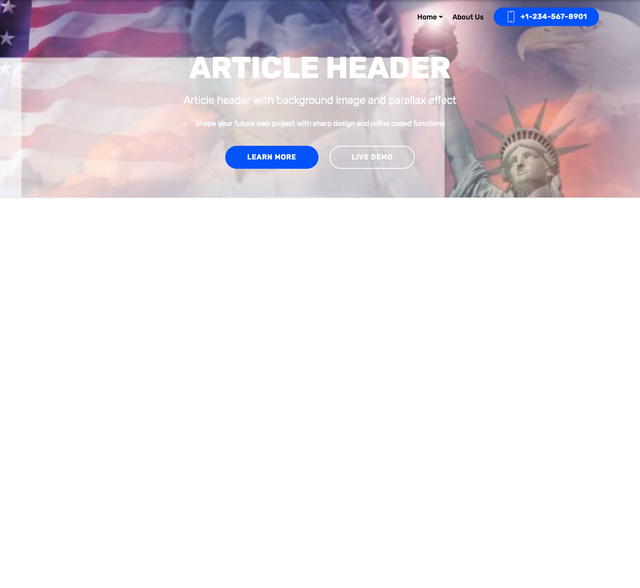 Home
About Us
+1-234-567-8901
ARTICLE HEADER
Article header with background image and parallax effect
Shape your future web project with sharp design and refine coded functions.
LEARN MORE
LIVE DEMO